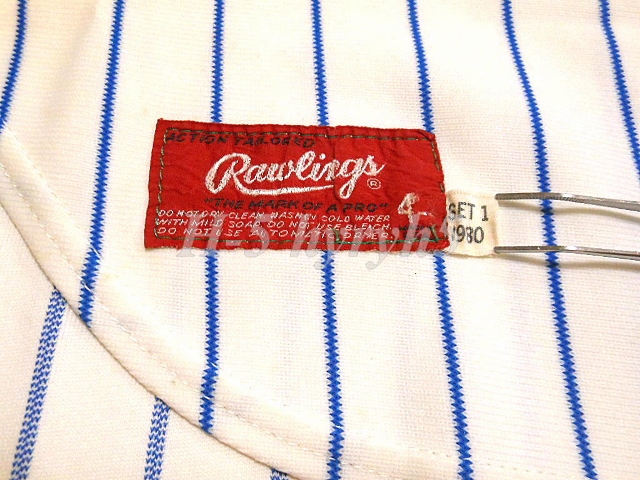 ACTION TAILORED
Rawlings ®
"THE MARK OF A PRO"
DO NOT DRY CLEAN WASH IN COLD WATER
WITH MILD SOAP. DO NOT USE BLEACH.
DO NOT USE AUTOMATIC DRYER.
SET 1
1980